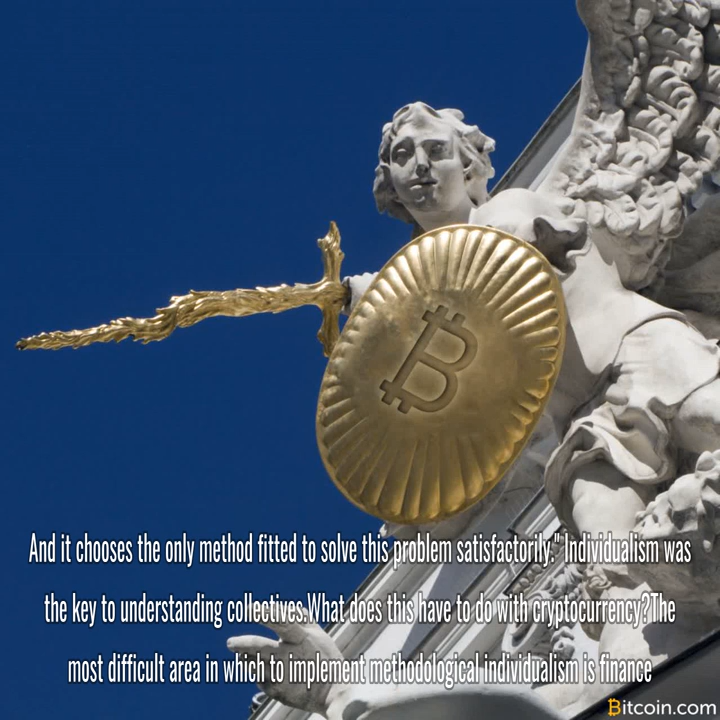 And it chooses the only method fitted to solve this problem satisfactorily." Individualism was
the key to understanding collectives.What does this have to do with cryptocurrency?The
most difficult area in which to implement methodological individualism is finance
Bitcoin.com